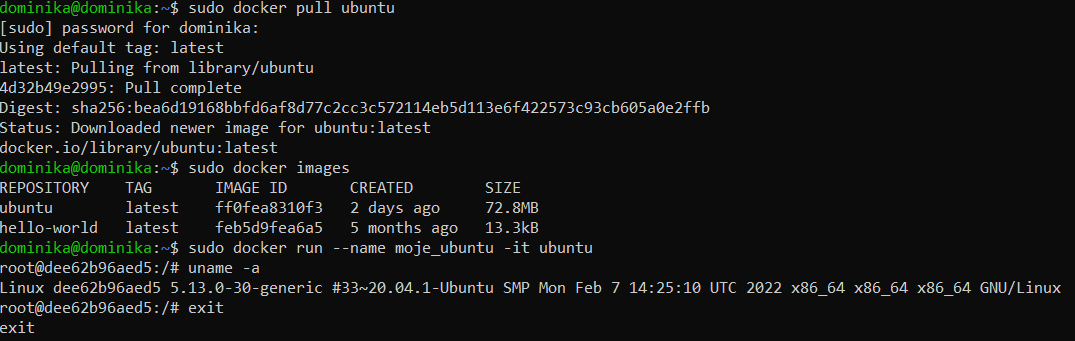 dominika@dominika:~$ sudo docker pull ubuntu
[sudo] password for dominika:
Using default tag: latest
latest: Pulling from library/ubuntu
4d32b49e2995: Pull complete
Digest: sha256:bea6d19168bbfd6af8d77c2cc3c572114eb5d113e6f422573c93cb605a0e2ffb
Status: Downloaded newer image for ubuntu:latest
docker.io/library/ubuntu:latest
dominika@dominika:~$ sudo docker images
REPOSITORY    TAG       IMAGE ID       CREATED        SIZE
ubuntu        latest    ff0fea8310f3   2 days ago     72.8MB
hello-world   latest    feb5d9fea6a5   5 months ago   13.3kB
dominika@dominika:~$ sudo docker run --name moje_ubuntu -it ubuntu
root@dee62b96aed5:/# uname -a
Linux dee62b96aed5 5.13.0-30-generic #33~20.04.1-Ubuntu SMP Mon Feb 7 14:25:10 UTC 2022 x86_64 x86_64 x86_64 GNU/Linux
root@dee62b96aed5:/# exit
exit